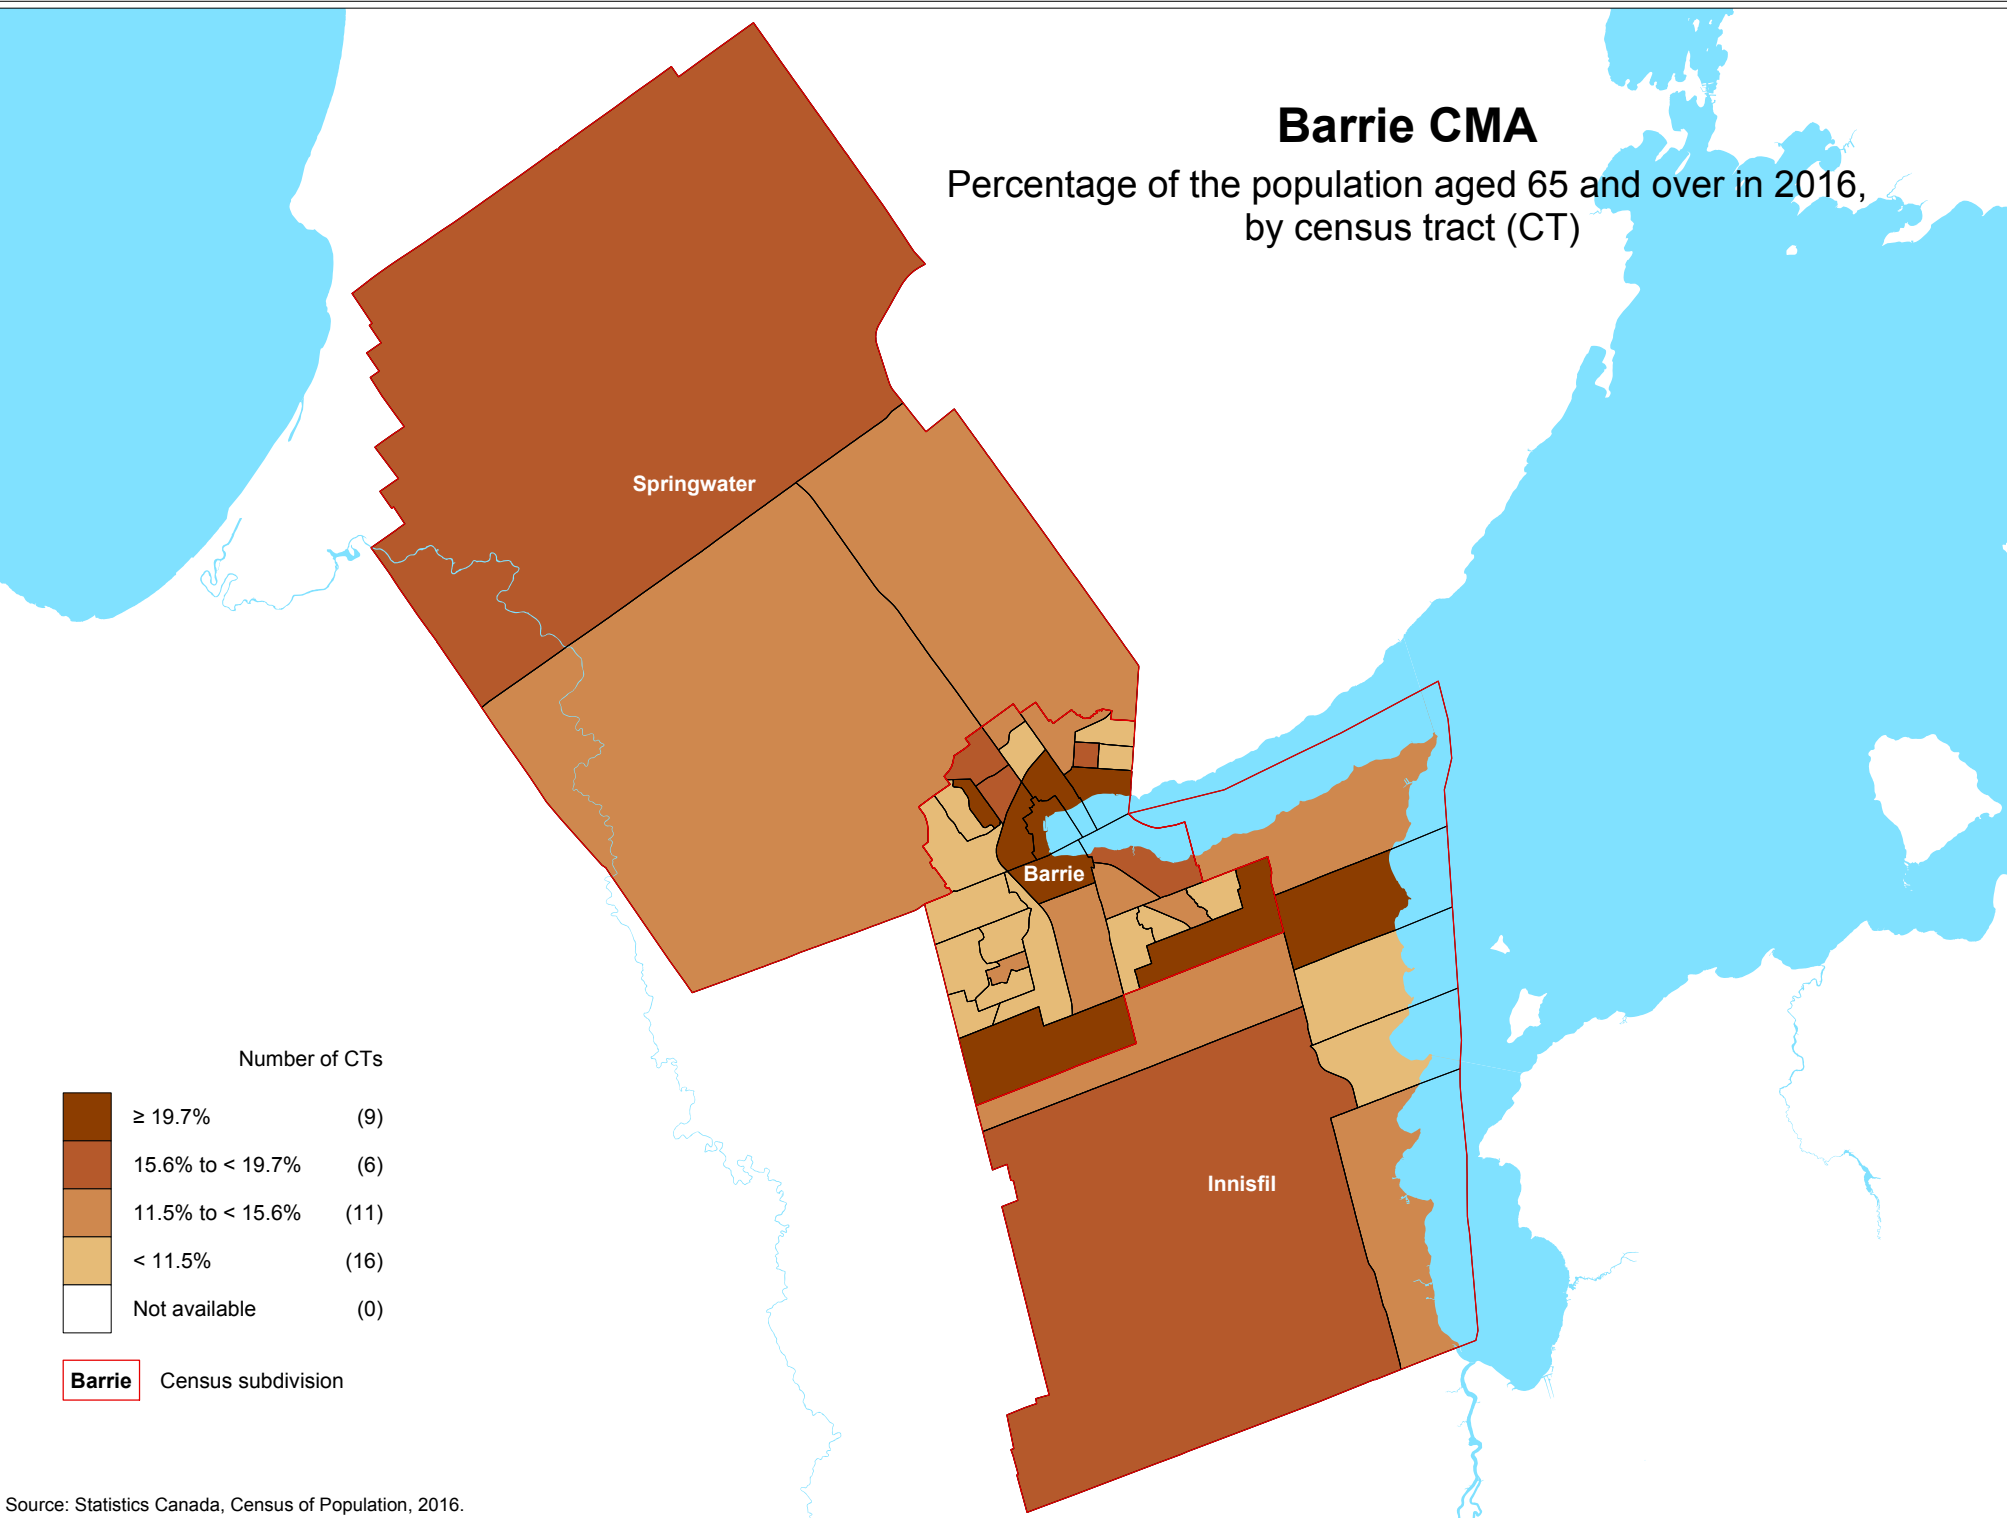 Barrie CMA
Percentage of the population aged 65 and over in 2016,
by census tract (CT)
Springwater
Barrie
Innisfil
Number of CTs
≥ 19.7% (9)
15.6% to < 19.7% (6)
11.5% to < 15.6% (11)
< 11.5% (16)
Not available (0)
Barrie Census subdivision
Source: Statistics Canada, Census of Population, 2016.